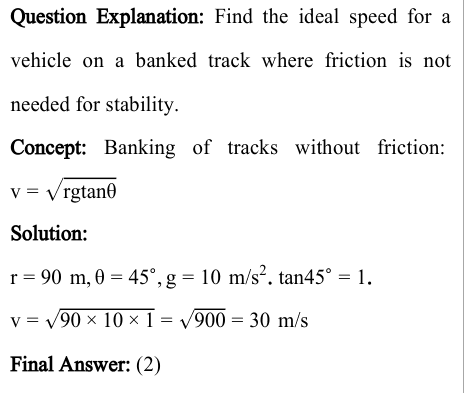 Question Explanation: Find the ideal speed for a
vehicle on a banked track where friction is not
needed for stability.
Concept: Banking of tracks without friction:
v = √rgtanθ
Solution:
r = 90 m, θ = 45°, g = 10 m/s². tan45° = 1.
v = √90 × 10 × 1 = √900 = 30 m/s
Final Answer: (2)